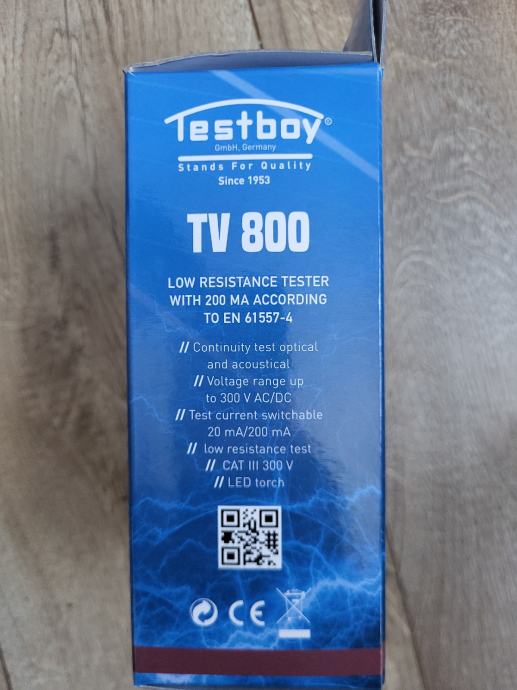 Testboy®
GmbH, Germany
Stands For Quality
Since 1953
TV 800
LOW RESISTANCE TESTER
WITH 200 MA ACCORDING
TO EN 61557-4
// Continuity test optical
and acoustical
// Voltage range up
to 300 V AC/DC
// Test current switchable
20 mA/200 mA
// low resistance test
// CAT III 300 V
// LED torch
CE